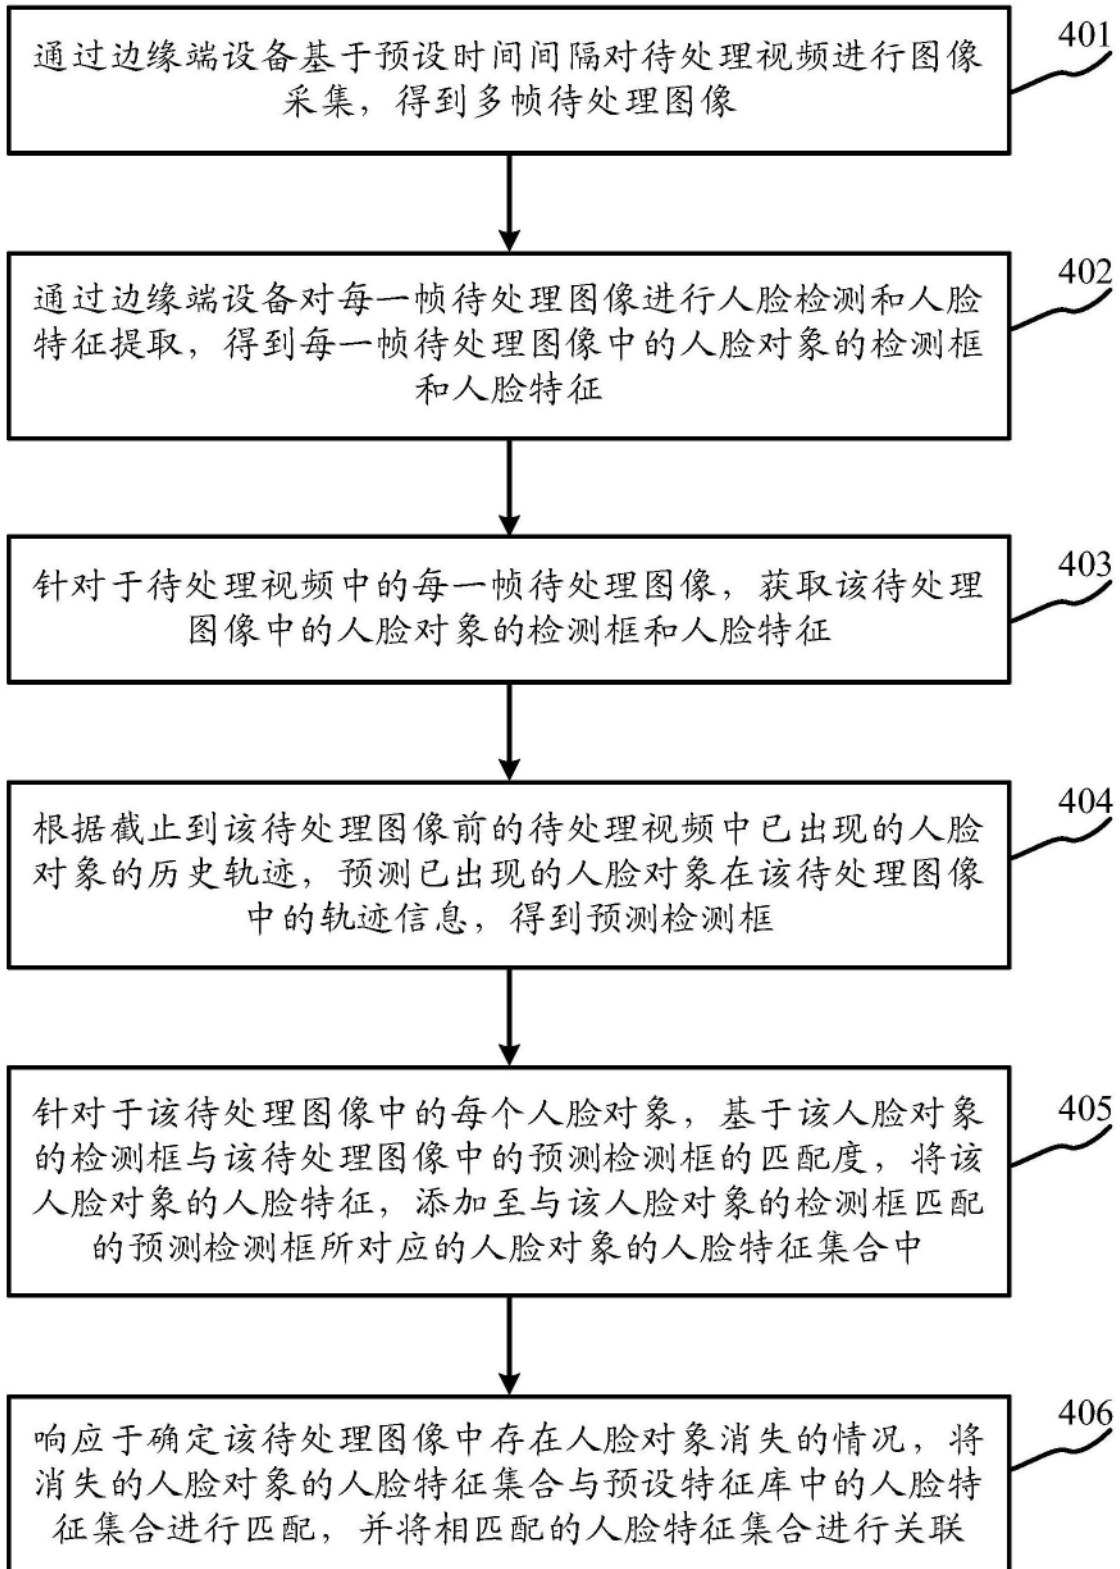 401
通过边缘端设备基于预设时间间隔对待处理视频进行图像
采集，得到多帧待处理图像
402
通过边缘端设备对每一帧待处理图像进行人脸检测和人脸
特征提取，得到每一帧待处理图像中的人脸对象的检测框
和人脸特征
403
针对于待处理视频中的每一帧待处理图像，获取该待处理
图像中的人脸对象的检测框和人脸特征
404
根据截止到该待处理图像前的待处理视频中已出现的人脸
对象的历史轨迹，预测已出现的人脸对象在该待处理图像
中的轨迹信息，得到预测检测框
405
针对于该待处理图像中的每个人脸对象，基于该人脸对象
的检测框与该待处理图像中的预测检测框的匹配度，将该
人脸对象的人脸特征，添加至与该人脸对象的检测框匹配
的预测检测框所对应的人脸对象的人脸特征集合中
406
响应于确定该待处理图像中存在人脸对象消失的情况，将
消失的人脸对象的人脸特征集合与预设特征库中的人脸特
征集合进行匹配，并将相匹配的人脸特征集合进行关联